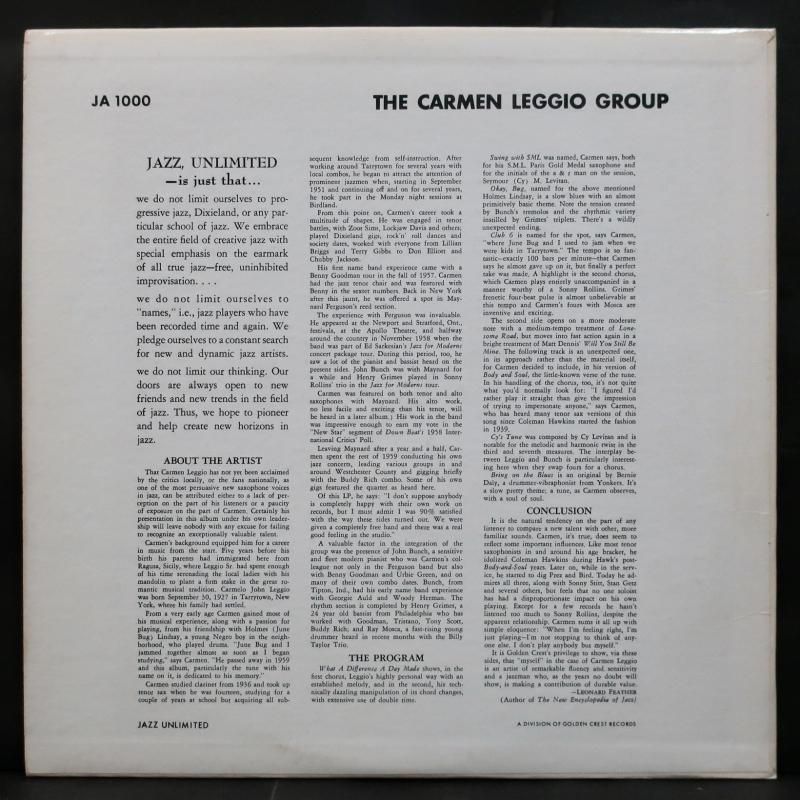 JA 1000
THE CARMEN LEGGIO GROUP
JAZZ, UNLIMITED
—is just that...
we do not limit ourselves to pro-
gressive jazz, Dixieland, or any par-
ticular school of jazz. We embrace
the entire field of creative jazz with
special emphasis on the earmark
of all true jazz—free, uninhibited
improvisation. . . .
we do not limit ourselves to
"names," i.e., jazz players who have
been recorded time and again. We
pledge ourselves to a constant search
for new and dynamic jazz artists.
we do not limit our thinking. Our
doors are always open to new
friends and new trends in the field
of jazz. Thus, we hope to pioneer
and help create new horizons in
jazz.
ABOUT THE ARTIST
That Carmen Leggio has not yet been acclaimed
by the critics locally, or the fans nationally, as
one of the most persuasive new saxophone voices
in jazz, can be attributed either to a lack of per-
ception on the part of his listeners or a paucity
of exposure on the part of Carmen. Certainly his
presentation in this album under his own leader-
ship will leave nobody with any excuse for failing
to recognize an exceptionally valuable talent.
Carmen's background equipped him for a career
in music from the start. Five years before his
birth his parents had immigrated here from
Ragusa, Sicily, where Leggio Sr. had spent enough
of his time serenading the local ladies with his
mandolin to plant a firm stake in the great ro-
mantic musical tradition. Carmelo John Leggio
was born September 30, 1927 in Tarrytown, New
York, where his family had settled.
From a very early age Carmen gained most of
his musical experience, along with a passion for
playing, from his friendship with Holmes (June
Bug) Lindsay, a young Negro boy in the neigh-
borhood, who played drums. "June Bug and I
jammed together almost as soon as I began
studying," says Carmen. "He passed away in 1959
and this album, particularly the tune with his
name on it, is dedicated to his memory."
Carmen studied clarinet from 1936 and took up
tenor sax when he was fourteen, studying for a
couple of years at school but acquiring all sub-
sequent knowledge from self-instruction. After
working around Tarrytown for several years with
local combos, he began to attract the attention of
prominent jazzmen when, starting in September
1951 and continuing off and on for several years,
he took part in the Monday night sessions at
Birdland.
From this point on, Carmen's career took a
multitude of shapes. He was engaged in tenor
battles, with Zoot Sims, Lockjaw Davis and others;
played Dixieland gigs, rock'n' roll dances and
society dates, worked with everyone from Lillian
Briggs and Terry Gibbs to Don Elliott and
Chubby Jackson.
His first name band experience came with a
Benny Goodman tour in the fall of 1957. Carmen
had the jazz tenor chair and was featured with
Benny in the sextet numbers. Back in New York
after this jaunt, he was offered a spot in May-
nard Ferguson's reed section.
The experience with Ferguson was invaluable.
He appeared at the Newport and Stratford, Ont.,
festivals, at the Apollo Theatre, and halfway
around the country in November 1958 when the
band was part of Ed Sarkesian's Jazz for Moderns
concert package tour. During this period, too, he
saw a lot of the pianist and bassist heard on the
present sides. John Bunch was with Maynard for
a while and Henry Grimes played in Sonny
Rollins' trio in the Jazz for Moderns tour.
Carmen was featured on both tenor and alto
saxophones with Maynard. (His alto work,
no less facile and exciting than his tenor, will
be heard in a later album.) His work in the band
was impressive enough to earn my vote in the
"New Star" segment of Down Beat's 1958 Inter-
national Critics' Poll.
Leaving Maynard after a year and a half, Car-
men spent the rest of 1959 conducting his own
jazz concern, leading various groups in and
around Westchester County and gigging briefly
with the Buddy Rich combo. Some of his own
gigs featured the quartet as heard here.
Of this LP, he says: "I don't suppose anybody
is completely happy with their own work on
records, but I must admit I was 90% satisfied
with the way these sides turned out. We were
given a completely free hand and there was a real
good feeling in the studio."
A valuable factor in the integration of the
group was the presence of John Bunch, a sensitive
and fleet modern pianist who was Carmen's col-
league not only in the Ferguson band but also
with Benny Goodman and Urbie Green, and on
many of their own combo dates. Bunch, from
Tipton, Ind., had his early name band experience
with Georgie Auld and Woody Herman. The
rhythm section is completed by Henry Grimes, a
24 year old bassist from Philadelphia who has
worked with Goodman, Tristano, Tony Scott,
Buddy Rich; and Ray Mosca, a fast-rising young
drummer heard in recent months with the Billy
Taylor Trio.
THE PROGRAM
What A Difference A Day Made shows, in the
first chorus, Leggio's highly personal way with an
established melody, and in the second, his tech-
nically dazzling manipulation of its chord changes,
with extensive use of double time.
Swing with SML was named, Carmen says, both
for his S.M.L. Paris Gold Medal saxophone and
for the initials of the a & r man on the session,
Seymour (Cy) M. Levitan.
Okay, Bug, named for the above mentioned
Holmes Lindsay, is a slow blues with an almost
primitively basic theme. Note the tension created
by Bunch's tremolos and the rhythmic variety
instilled by Grimes' triplets. There's a wildly
unexpected ending.
Club 6 is named for the spot, says Carmen,
"where June Bug and I used to jam when we
were kids in Tarrytown." The tempo is so fan-
tastic—exactly 100 bars per minute—that Carmen
says he almost gave up on it, but finally a perfect
take was made. A highlight is the second chorus,
which Carmen plays entirely unaccompanied in a
manner worthy of a Sonny Rollins. Grimes'
frenetic four-beat pulse is almost unbelievable at
this tempo and Carmen's fours with Mosca are
inventive and exciting.
The second side opens on a more moderate
note with a medium-tempo treatment of Lone-
some Road, but moves into fast action again in a
bright treatment of Matt Dennis' Will You Still Be
Mine. The following track is an unexpected one,
in its approach rather than the material itself,
for Carmen decided to include, in his version of
Body and Soul, the little-known verse of the tune.
In his handling of the chorus, too, it's not quite
what you'd normally look for: "I figured I'd
rather play it straight than give the impression
of trying to impersonate anyone," says Carmen,
who has heard many tenor sax versions of this
song since Coleman Hawkins started the fashion
in 1939.
Cy's Tune was composed by Cy Levitan and is
notable for the melodic and harmonic twist in the
third and seventh measures. The interplay be-
tween Leggio and Bunch is particularly interest-
ing here when they swap fours for a chorus.
Bring on the Blues is an original by Bernie
Daly, a drummer-vibraphonist from Yonkers. It's
a slow pretty theme; a tune, as Carmen observes,
with a soul of soul.
CONCLUSION
It is the natural tendency on the part of any
listener to compare a new talent with other, more
familiar sounds. Carmen, it's true, does seem to
reflect some important influences. Like most tenor
saxophonists in and around his age bracket, he
idolized Coleman Hawkins during Hawk's post-
Body-and-Soul years. Later on, while in the serv-
ice, he started to dig Prez and Bird. Today he ad-
mires all three, along with Sonny Stitt, Stan Getz
and several others, but feels that no one soloist
has had a disproportionate impact on his own
playing. Except for a few records he hasn't
listened too much to Sonny Rollins, despite the
apparent relationship. Carmen sums it all up with
simple eloquence: "When I'm feeling right, I'm
just playing—I'm not stopping to think of any-
one else. I don't play anybody but myself."
It is Golden Crest's privilege to show, via these
sides, that "myself" in the case of Carmen Leggio
is an artist of remarkable fluency and sensitivity
and a jazzman who, as the years no doubt will
show, is making a contribution of durable value.
—LEONARD FEATHER
(Author of The New Encyclopedia of Jazz)
JAZZ UNLIMITED
A DIVISION OF GOLDEN CREST RECORDS